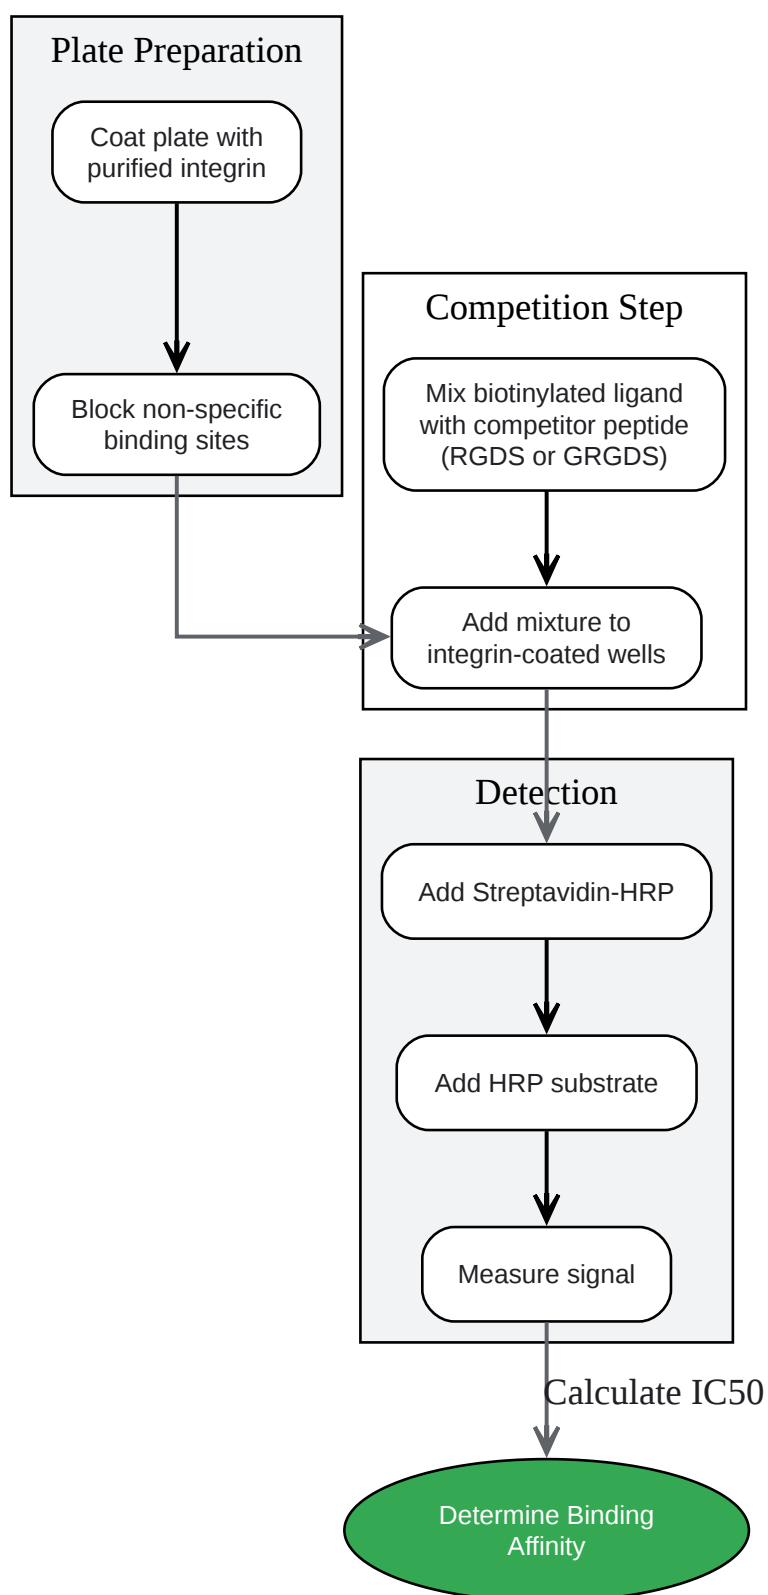 Plate Preparation
Coat plate with
purified integrin
Block non-specific
binding sites
Competition Step
Mix biotinylated ligand
with competitor peptide
(RGDS or GRGDS)
Add mixture to
integrin-coated wells
Detection
Add Streptavidin-HRP
Add HRP substrate
Measure signal
Calculate IC50
Determine Binding
Affinity